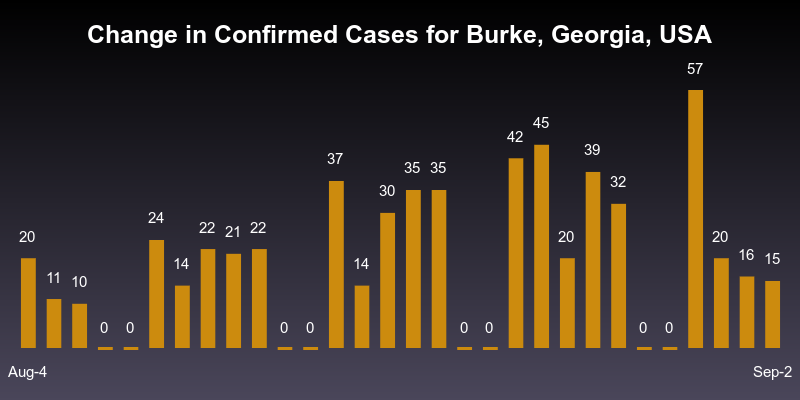 Change in Confirmed Cases for Burke, Georgia, USA
20 11 10 0 0 24 14 22 21 22 0 0 37 14 30 35 35 0 0 42 45 20 39 32 0 0 57 20 16 15
Aug-4 Sep-2